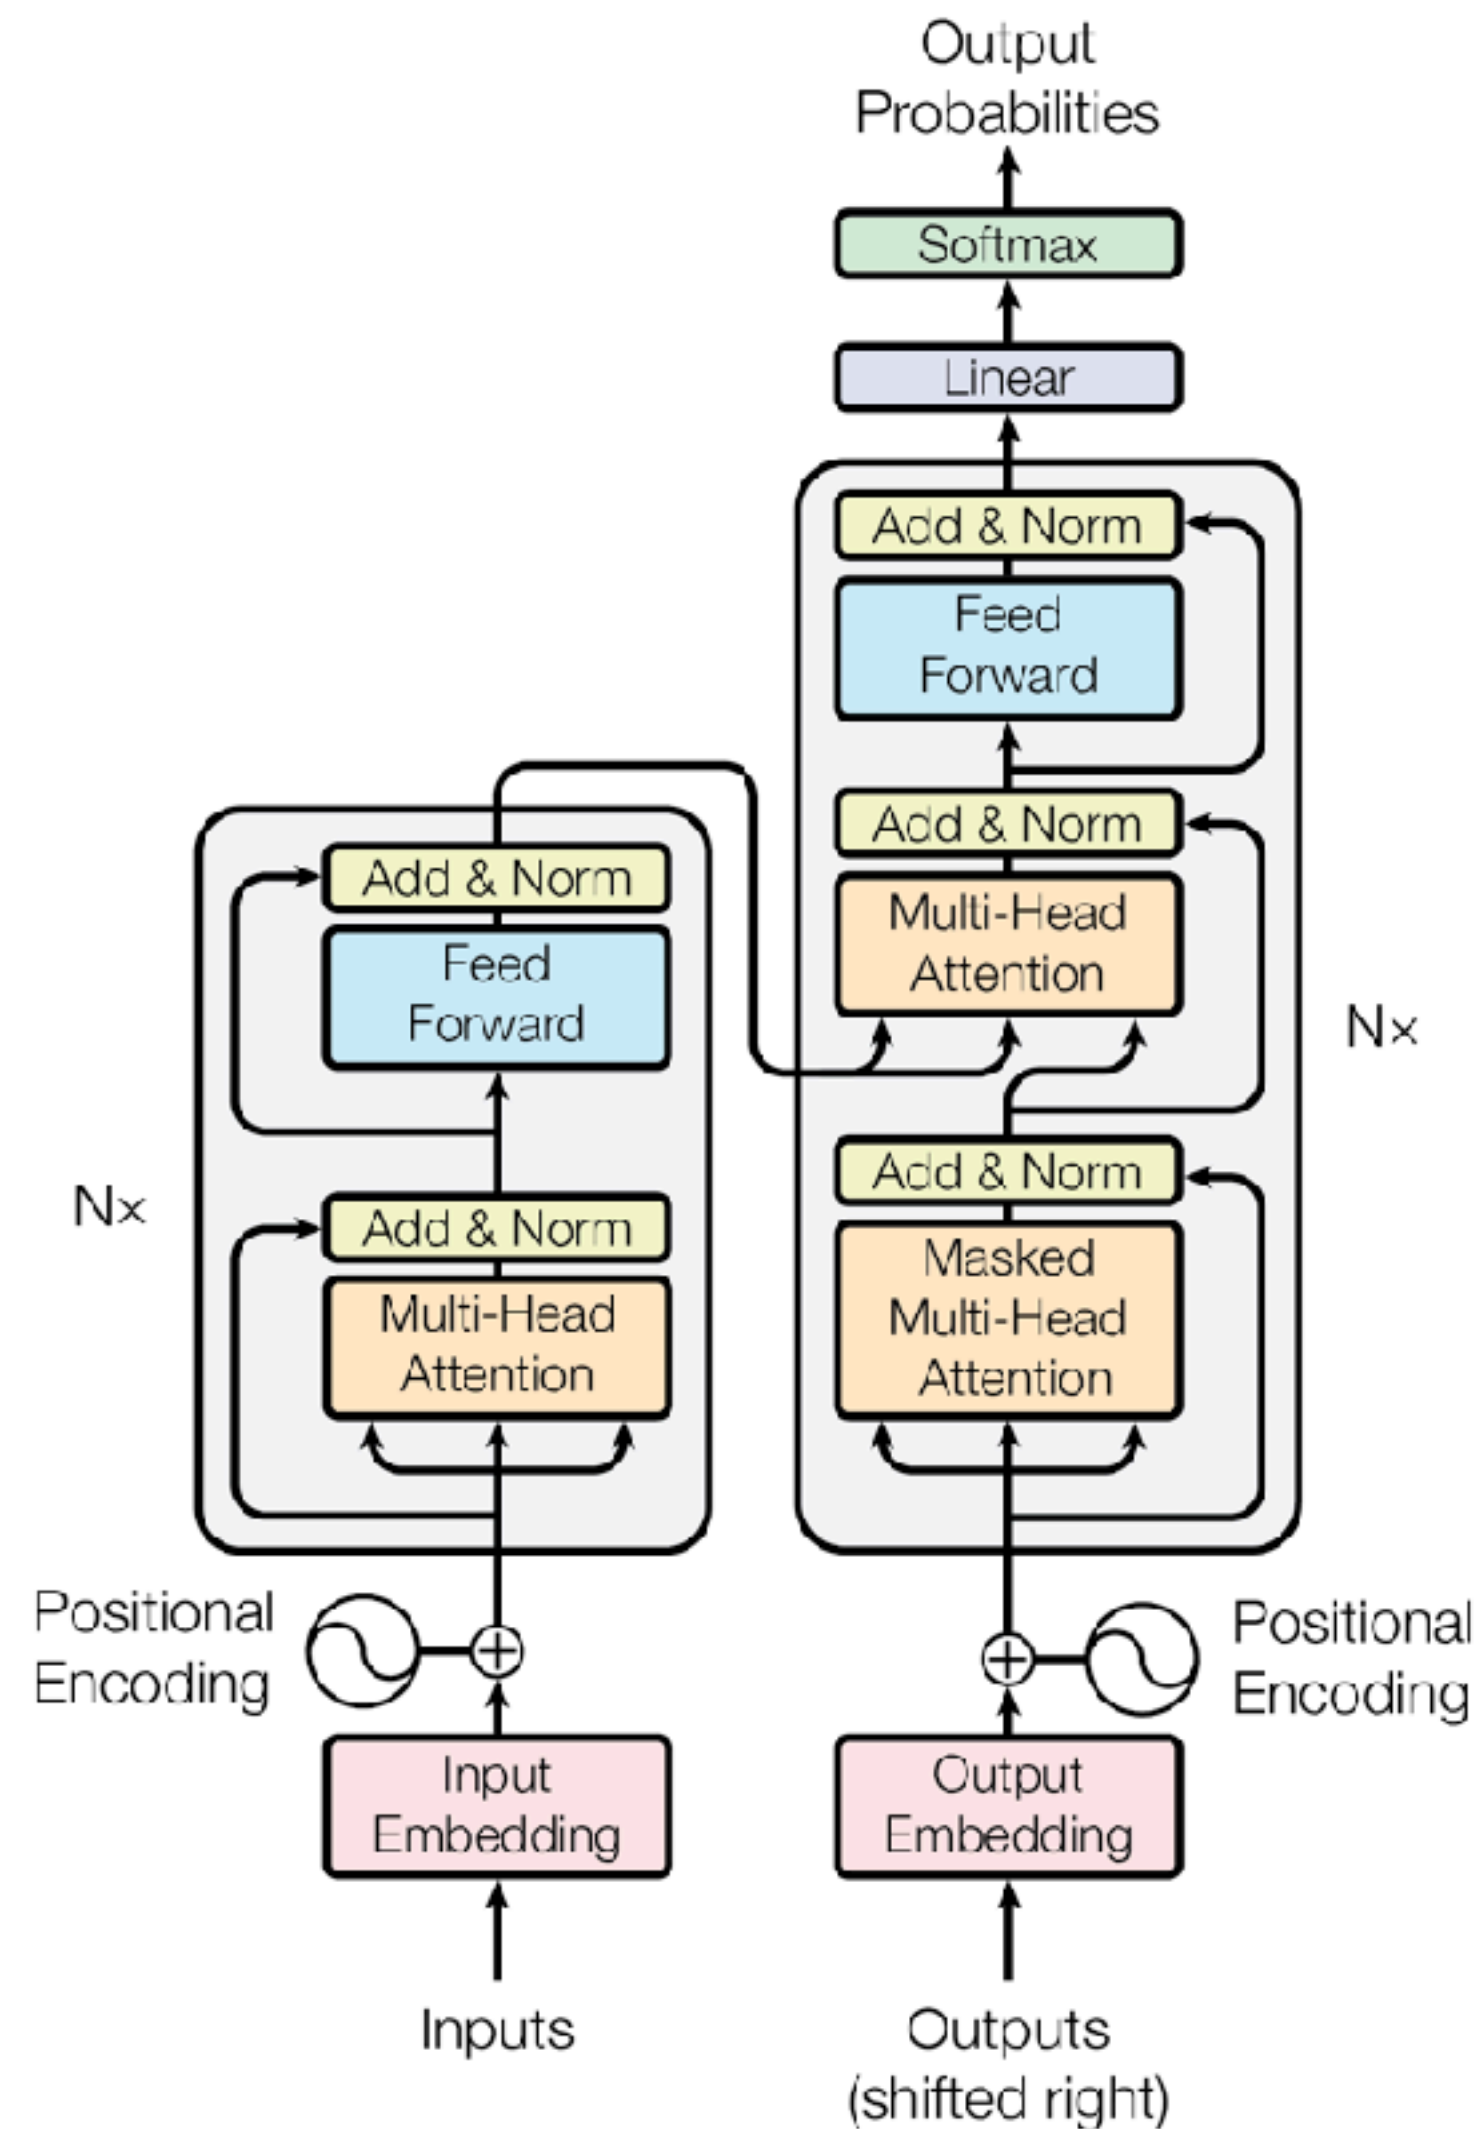 Output
Probabilities
Softmax
Linear
Add & Norm
Feed
Forward
Add & Norm
Multi-Head
Attention
Nx
Add & Norm
Masked
Multi-Head
Attention
Add & Norm
Feed
Forward
Nx
Add & Norm
Multi-Head
Attention
Positional
Encoding
Positional
Encoding
Input
Embedding
Output
Embedding
Inputs
Outputs
(shifted right)